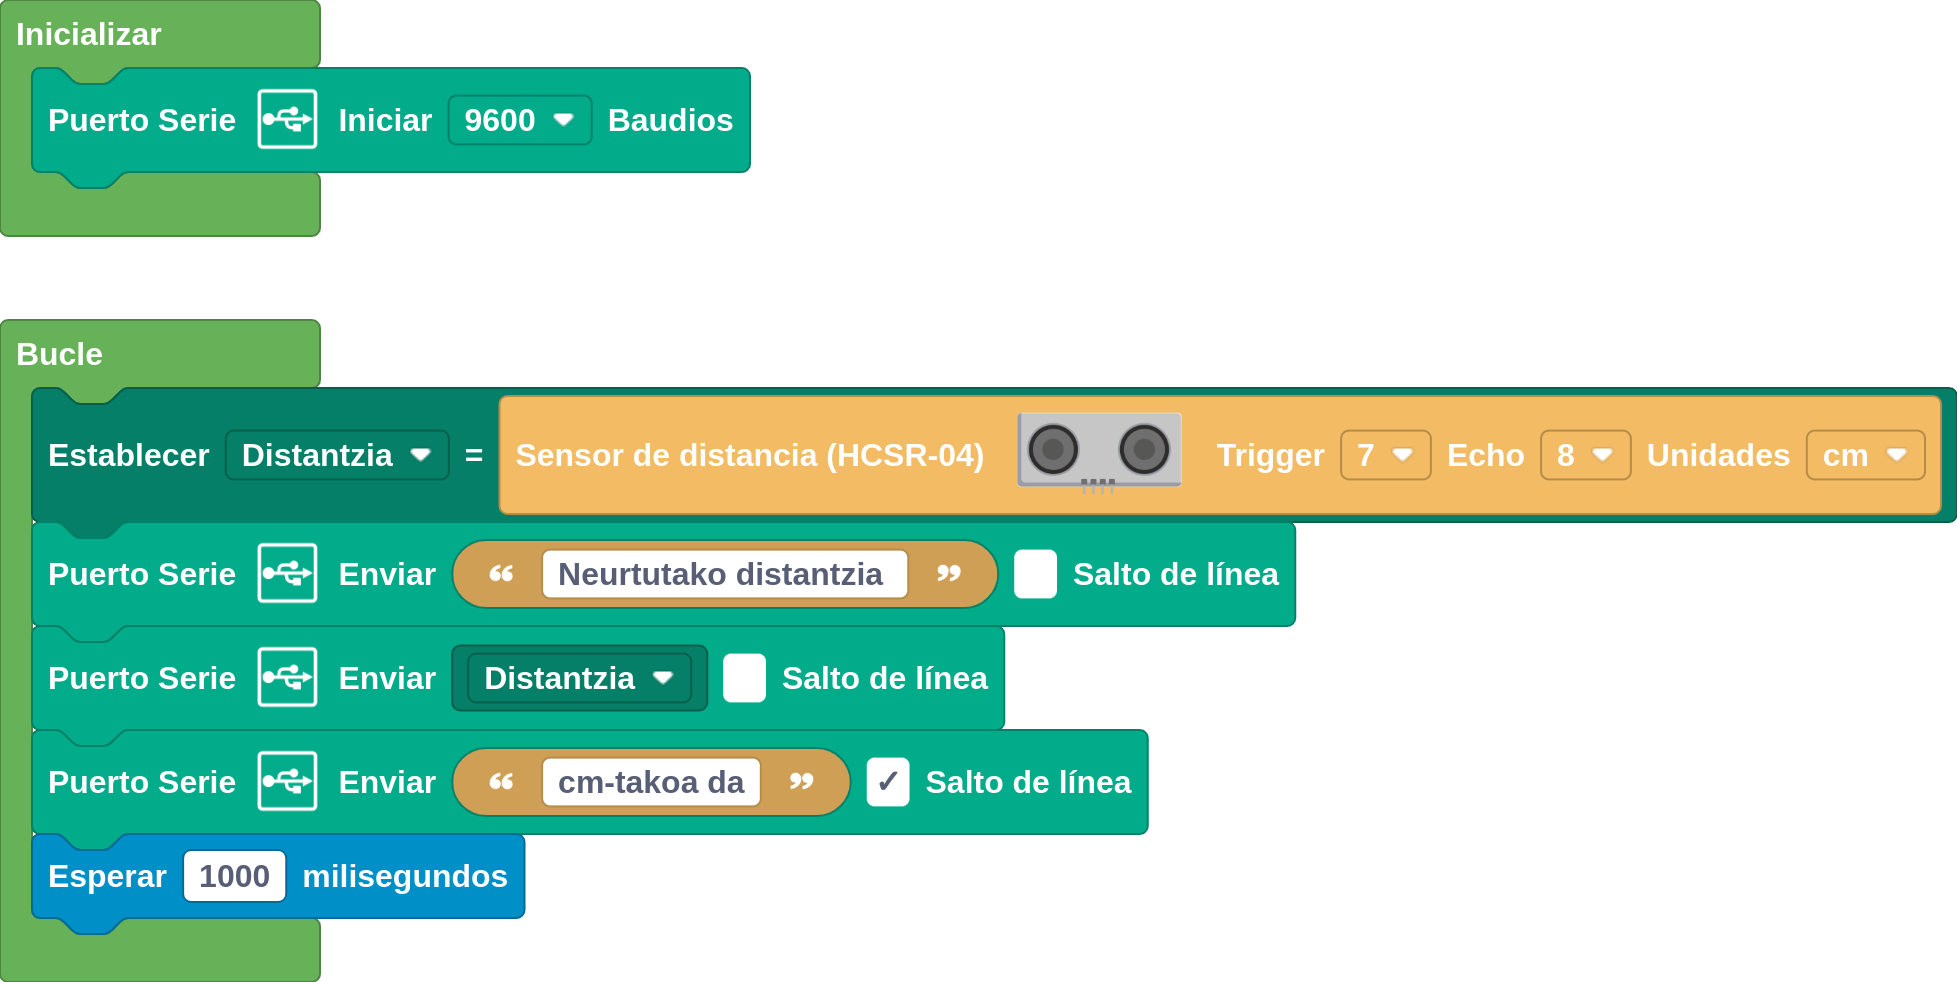 Inicializar
Puerto Serie Iniciar 9600 Baudios
Bucle
Establecer Distantzia = Sensor de distancia (HCSR-04) Trigger 7 Echo 8 Unidades cm
Puerto Serie Enviar “ Neurtutako distantzia ” Salto de línea
Puerto Serie Enviar Distantzia Salto de línea
Puerto Serie Enviar “ cm-takoa da ” ✓ Salto de línea
Esperar 1000 milisegundos